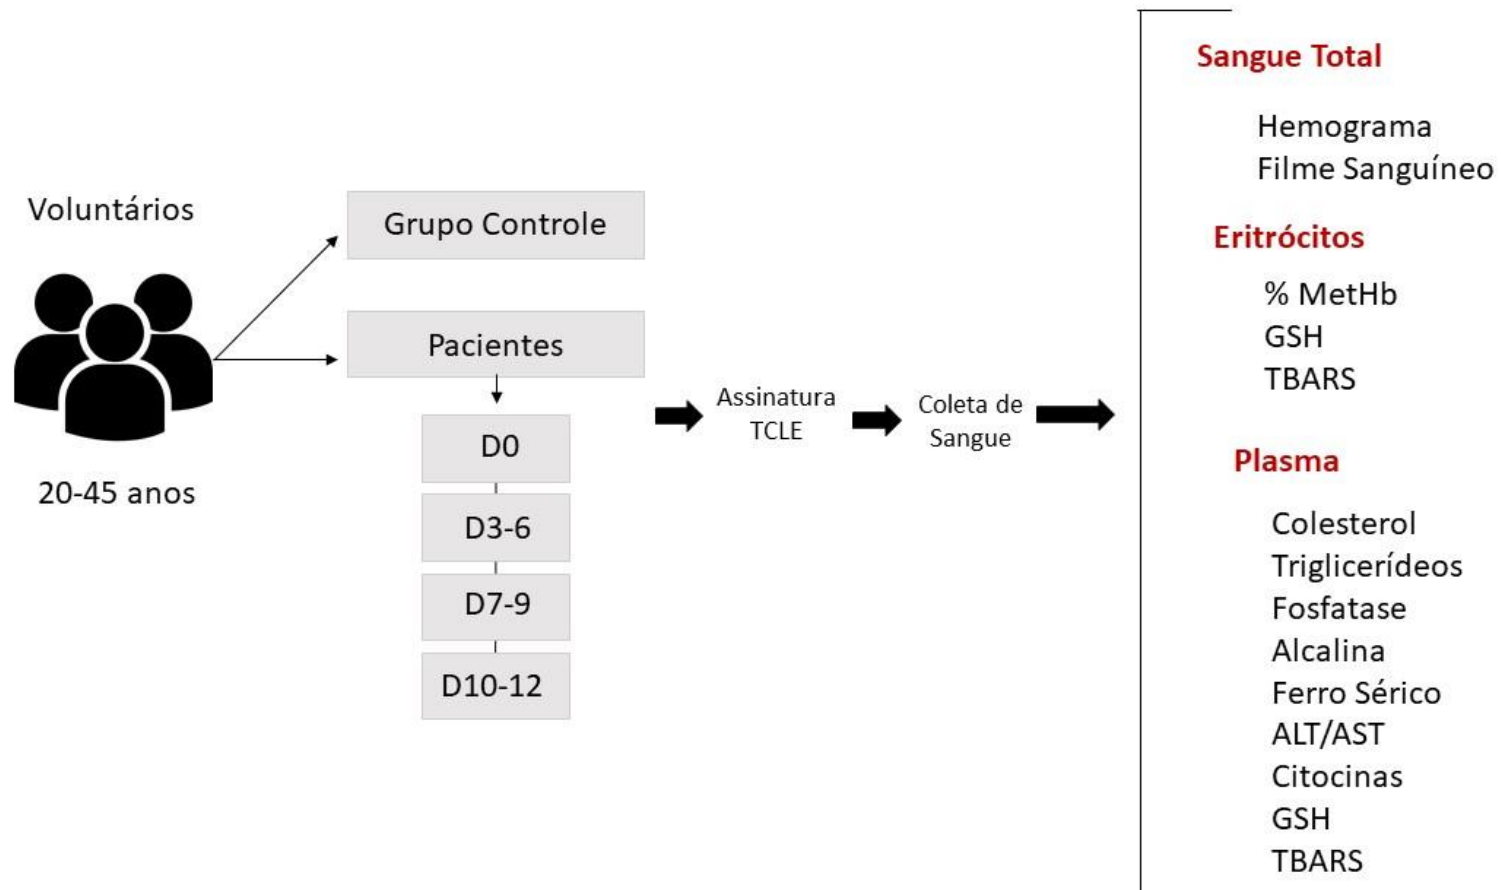 Voluntários
20-45 anos
Grupo Controle
Pacientes
D0
D3-6
D7-9
D10-12
Assinatura
TCLE
Coleta de
Sangue
Sangue Total
Hemograma
Filme Sanguíneo
Eritrócitos
% MetHb
GSH
TBARS
Plasma
Colesterol
Triglicerídeos
Fosfatase
Alcalina
Ferro Sérico
ALT/AST
Citocinas
GSH
TBARS